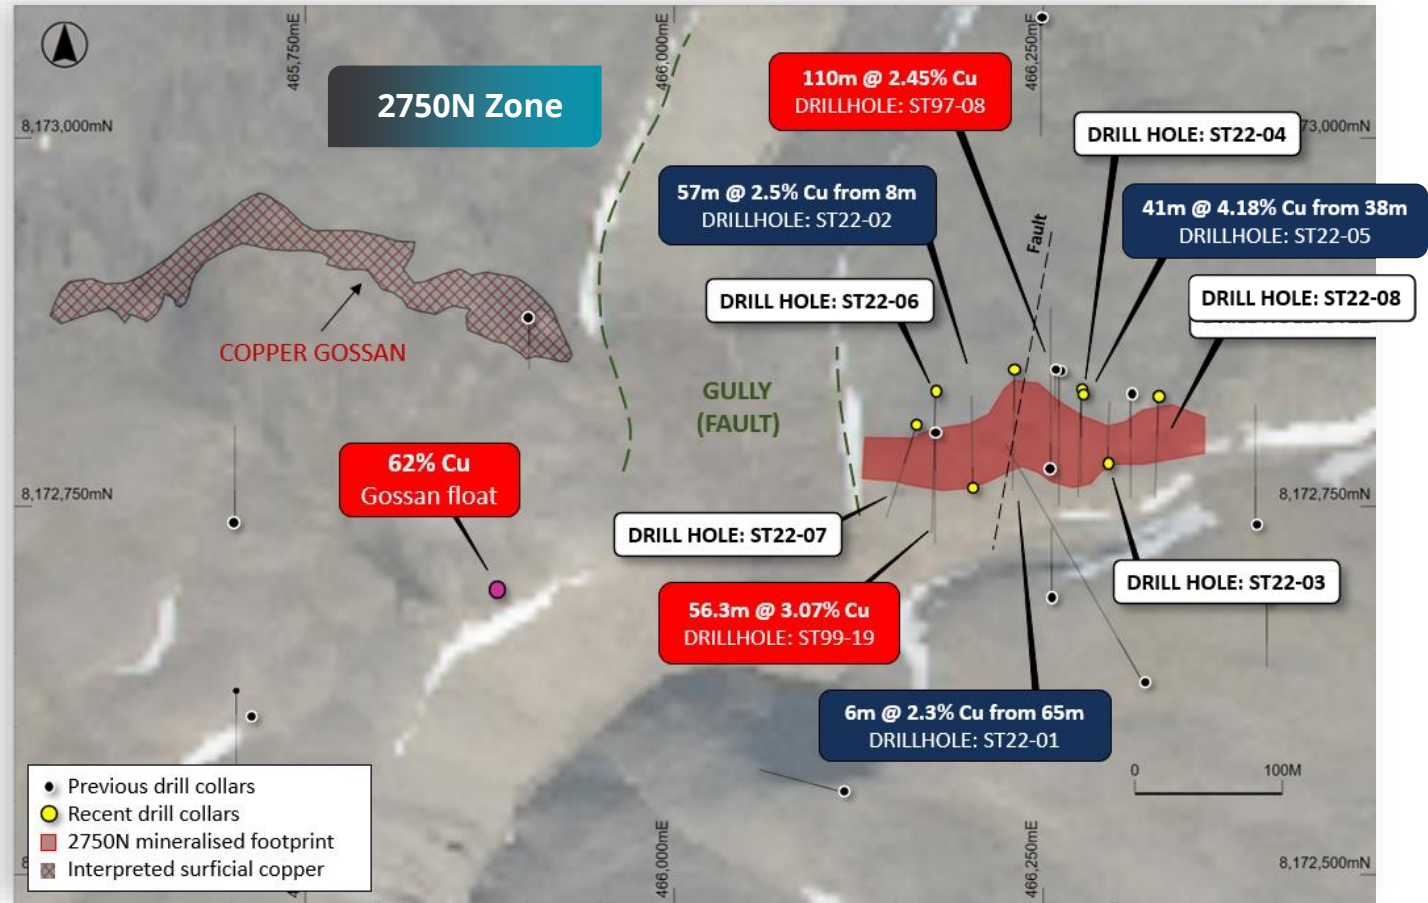 465,750mE
466,000mE
466,250mE
2750N Zone
8,173,000mN
110m @ 2.45% Cu
DRILLHOLE: ST97-08
DRILL HOLE: ST22-04
73,000mN
57m @ 2.5% Cu from 8m
DRILLHOLE: ST22-02
41m @ 4.18% Cu from 38m
DRILLHOLE: ST22-05
Fault
DRILL HOLE: ST22-06
DRILL HOLE: ST22-08
COPPER GOSSAN
GULLY
(FAULT)
62% Cu
Gossan float
8,172,750mN
8,172,750mN
DRILL HOLE: ST22-07
DRILL HOLE: ST22-03
56.3m @ 3.07% Cu
DRILLHOLE: ST99-19
6m @ 2.3% Cu from 65m
DRILLHOLE: ST22-01
0 100M
Previous drill collars
Recent drill collars
2750N mineralised footprint
Interpreted surficial copper
466,000mE
466,250mE
8,172,500mN